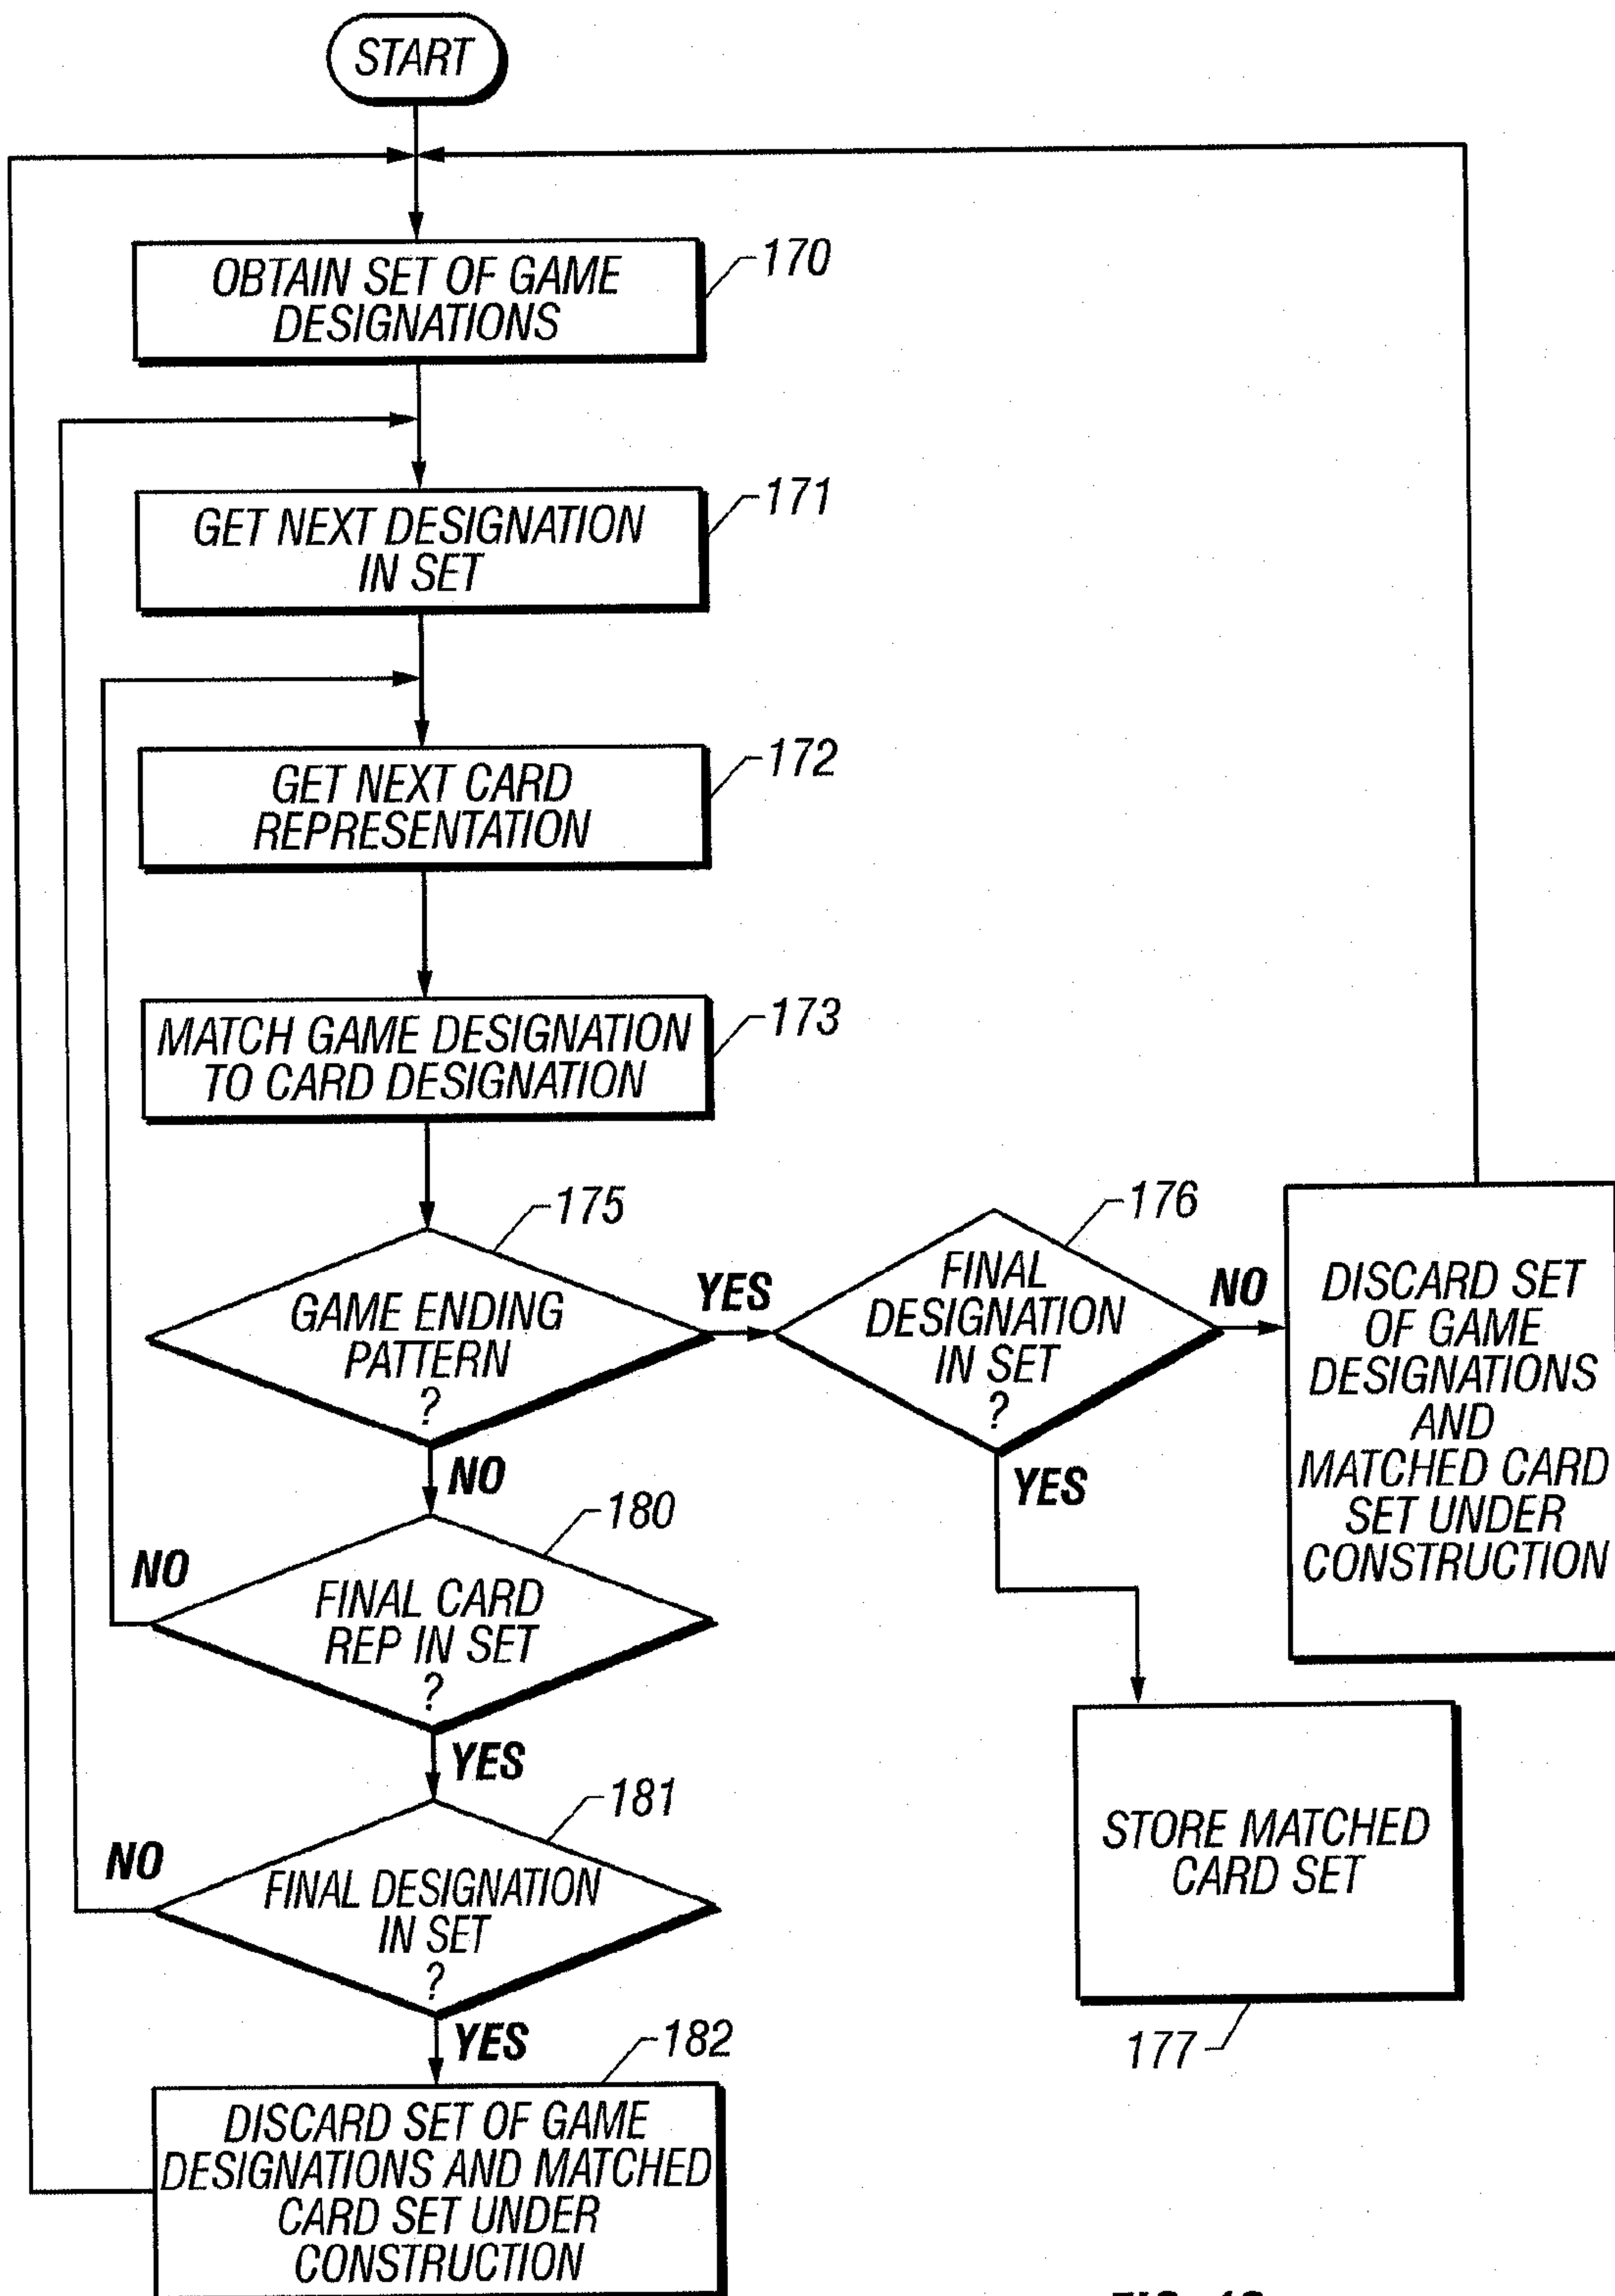 START
OBTAIN SET OF GAME
DESIGNATIONS
170
GET NEXT DESIGNATION
IN SET
171
GET NEXT CARD
REPRESENTATION
172
MATCH GAME DESIGNATION
TO CARD DESIGNATION
173
GAME ENDING
PATTERN
?
175
YES
NO
FINAL
DESIGNATION
IN SET
?
176
NO
YES
DISCARD SET
OF GAME
DESIGNATIONS
AND
MATCHED CARD
SET UNDER
CONSTRUCTION
FINAL CARD
REP IN SET
?
180
NO
YES
STORE MATCHED
CARD SET
177
FINAL DESIGNATION
IN SET
?
181
NO
YES
DISCARD SET OF GAME
DESIGNATIONS AND MATCHED
CARD SET UNDER
CONSTRUCTION
182